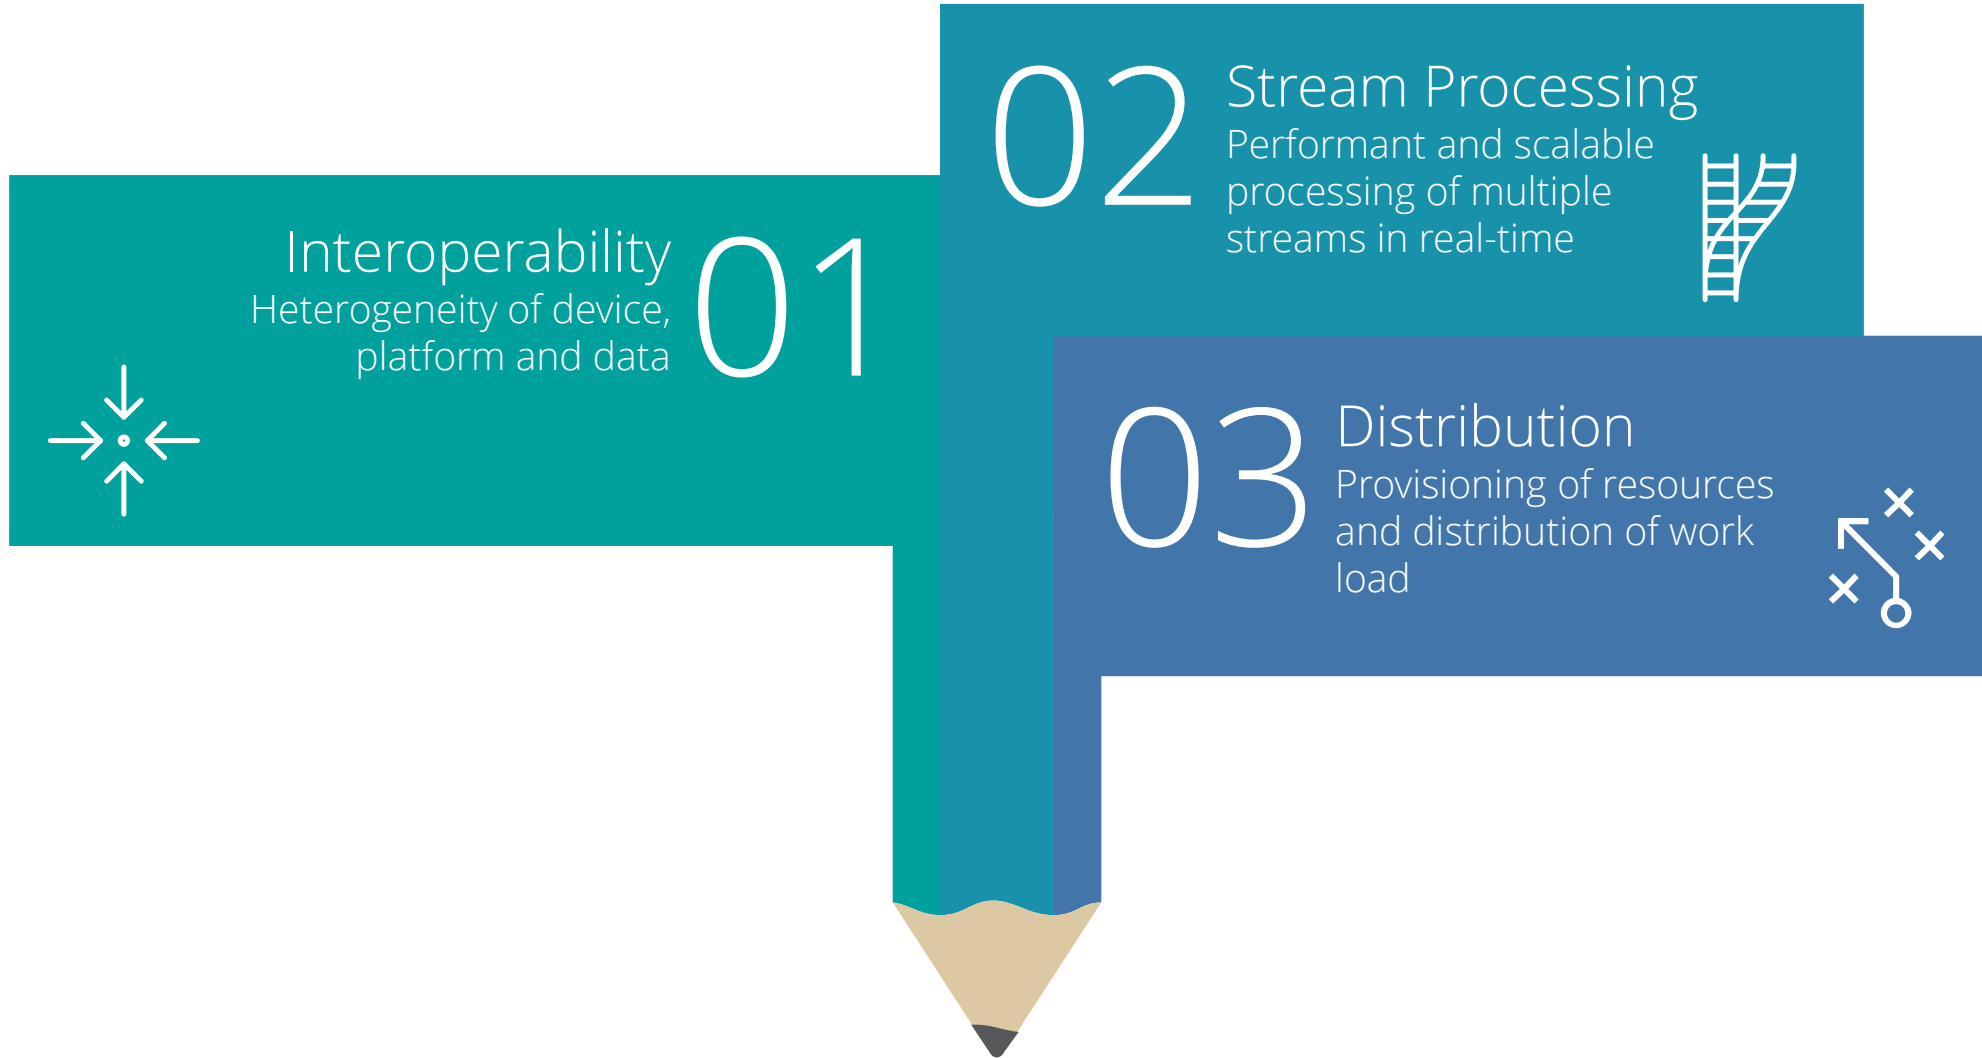 01
Interoperability
Heterogeneity of device,
platform and data
02
Stream Processing
Performant and scalable
processing of multiple
streams in real-time
03
Distribution
Provisioning of resources
and distribution of work
load